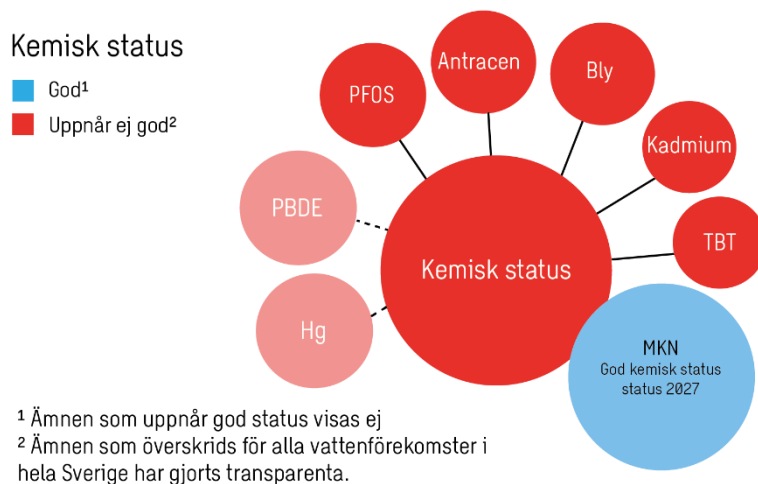 Kemisk status
God¹
Uppnår ej god²
PBDE
Hg
PFOS
Antracen
Bly
Kadmium
TBT
Kemisk status
MKN
God kemisk status
status 2027
¹ Ämnen som uppnår god status visas ej
² Ämnen som överskrids för alla vattenförekomster i
hela Sverige har gjorts transparenta.